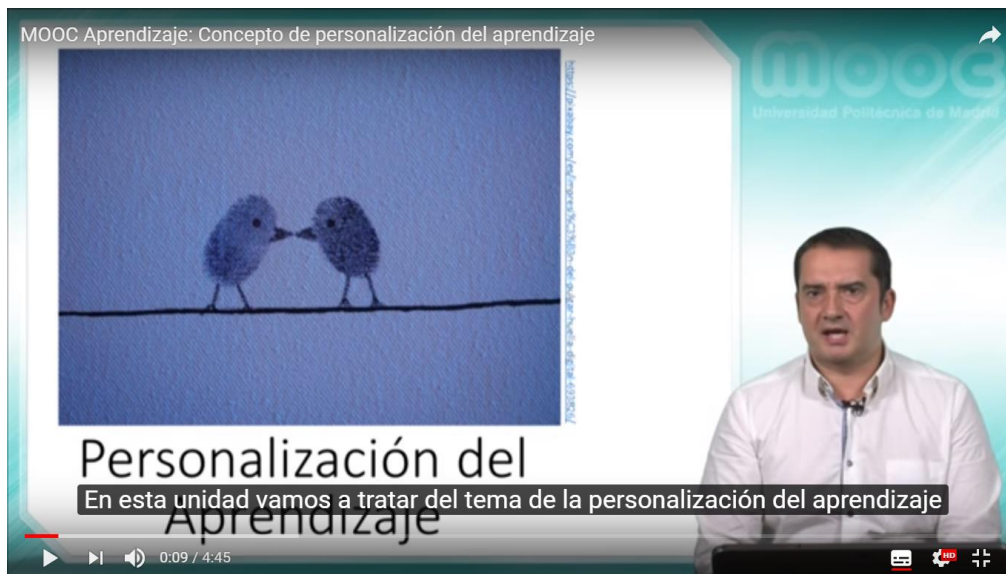 MOOC Aprendizaje: Concepto de personalización del aprendizaje
mooc
Universidad Politécnica de Madrid
Personalización del
Aprendizaje
En esta unidad vamos a tratar del tema de la personalización del aprendizaje
0:09 / 4:45
HD